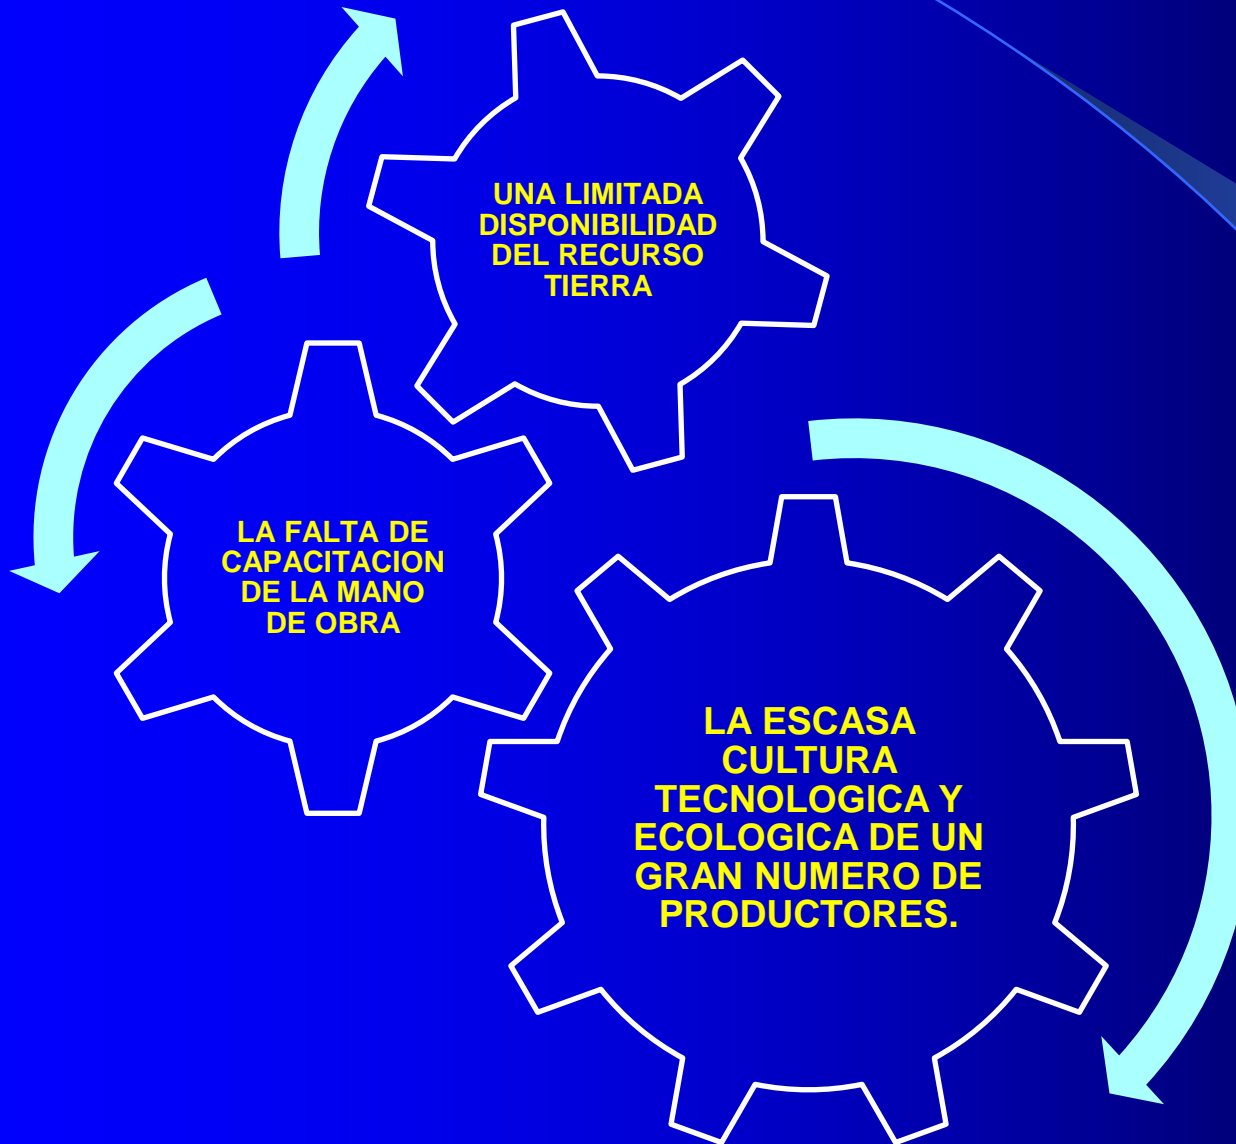 UNA LIMITADA
DISPONIBILIDAD
DEL RECURSO
TIERRA
LA FALTA DE
CAPACITACION
DE LA MANO
DE OBRA
LA ESCASA
CULTURA
TECNOLOGICA Y
ECOLOGICA DE UN
GRAN NUMERO DE
PRODUCTORES.